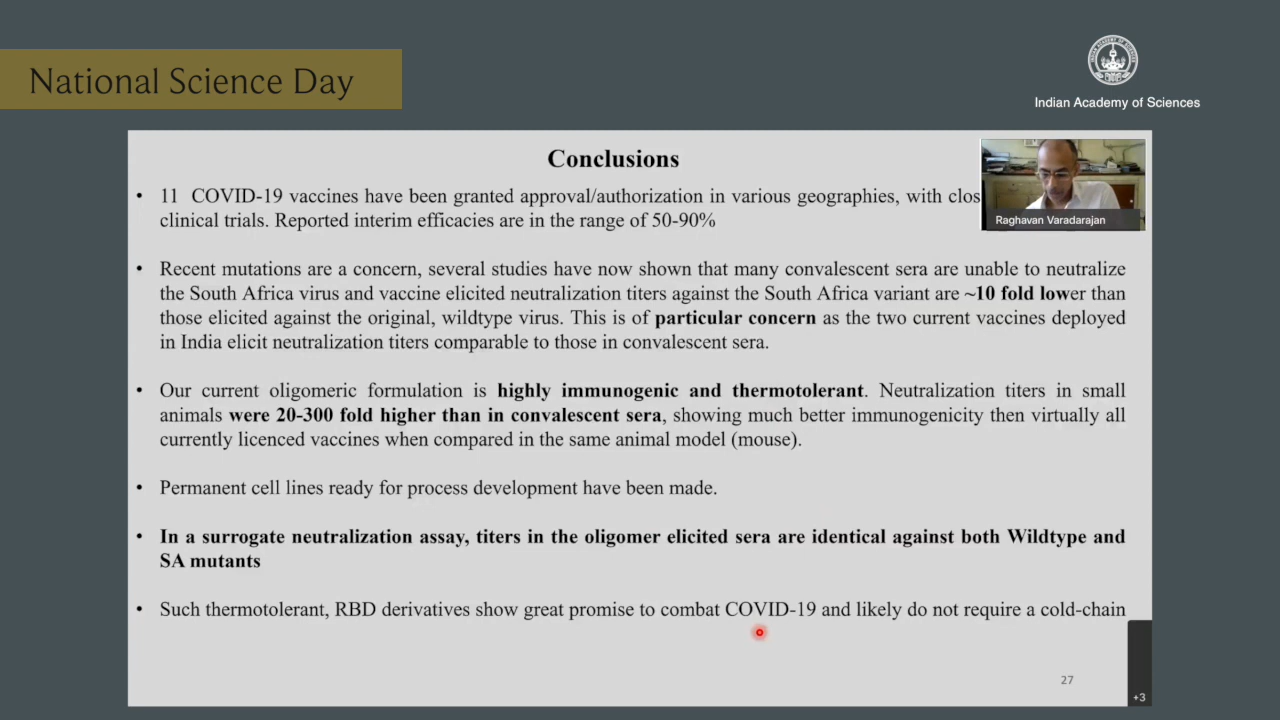 National Science Day
Indian Academy of Sciences
Conclusions
• 11 COVID-19 vaccines have been granted approval/authorization in various geographies, with
clinical trials. Reported interim efficacies are in the range of 50-90%
Raghavan Varadarajan
• Recent mutations are a concern, several studies have now shown that many convalescent sera are unable to neutralize
the South Africa virus and vaccine elicited neutralization titers against the South Africa variant are ~10 fold lower than
those elicited against the original, wildtype virus. This is of particular concern as the two current vaccines deployed
in India elicit neutralization titers comparable to those in convalescent sera.
• Our current oligomeric formulation is highly immunogenic and thermotolerant. Neutralization titers in small
animals were 20-300 fold higher than in convalescent sera, showing much better immunogenicity then virtually all
currently licenced vaccines when compared in the same animal model (mouse).
• Permanent cell lines ready for process development have been made.
• In a surrogate neutralization assay, titers in the oligomer elicited sera are identical against both Wildtype and
SA mutants
• Such thermotolerant, RBD derivatives show great promise to combat COVID-19 and likely do not require a cold-chain
27
+3